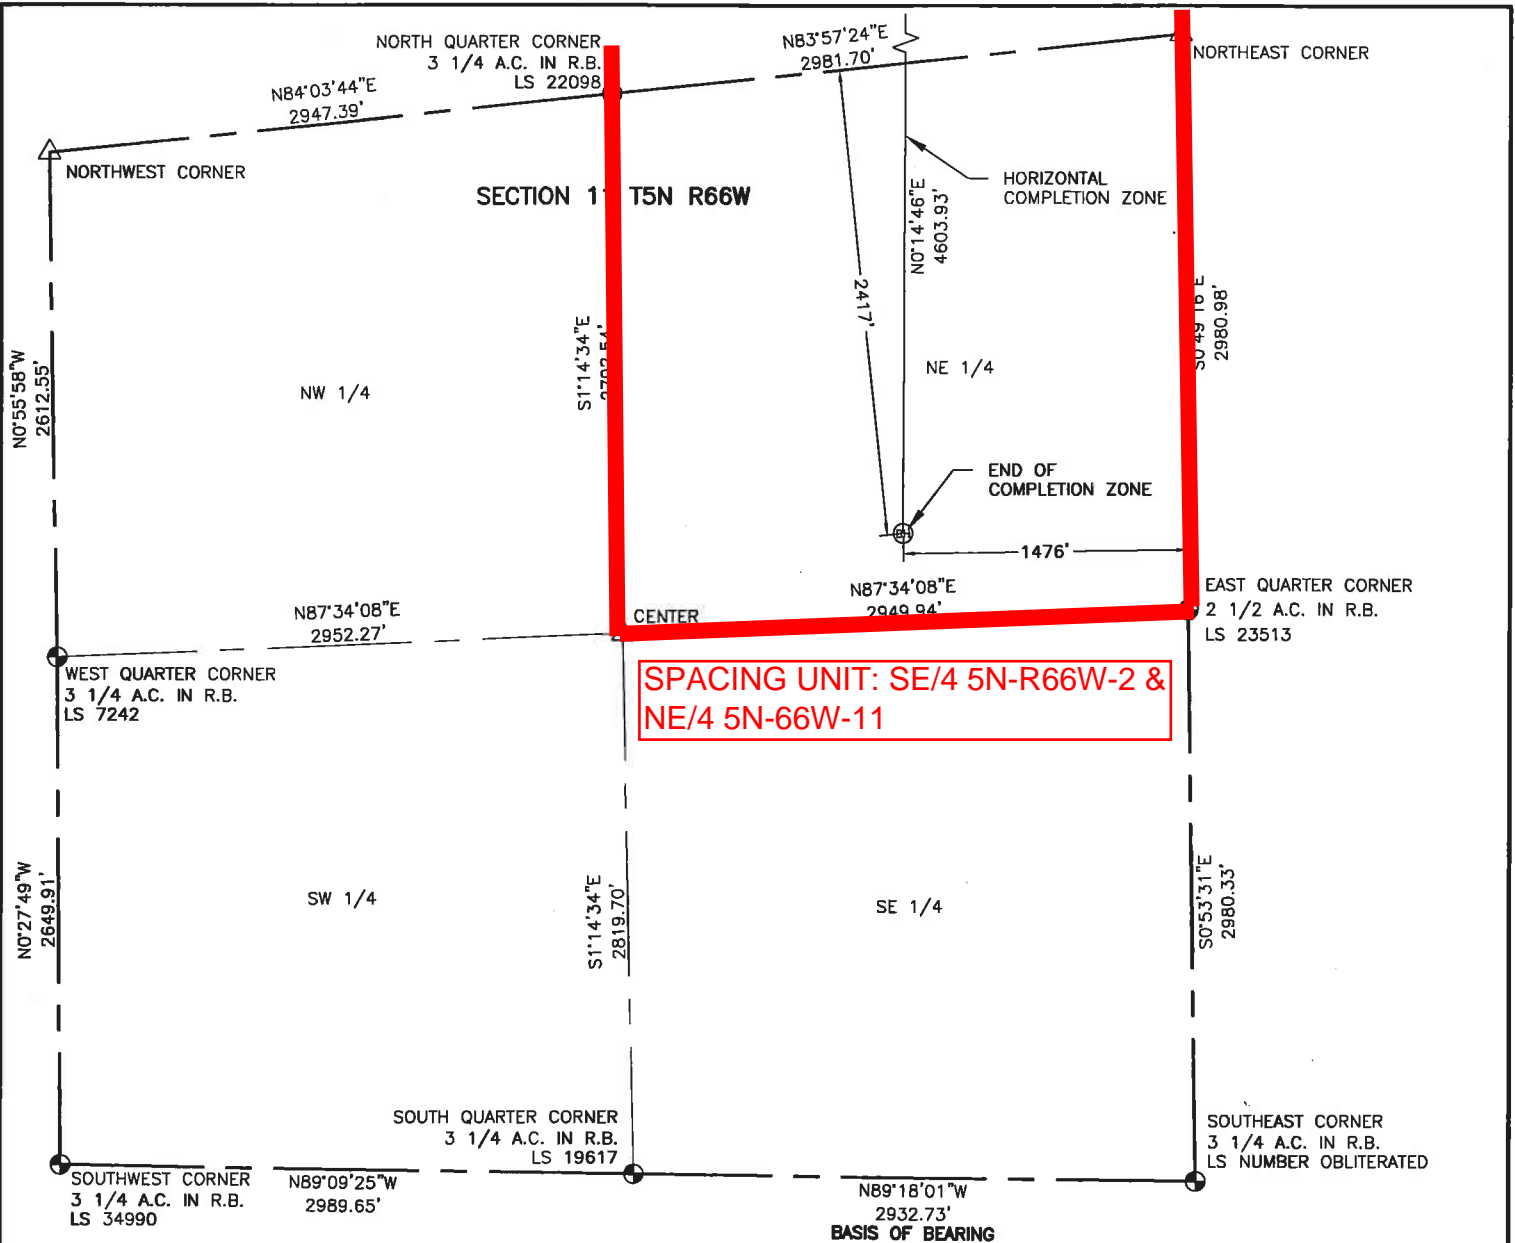 NORTH QUARTER CORNER
3 1/4 A.C. IN R.B.
LS 22098
N83°57'24"E
2981.70'
NORTHEAST CORNER
N84°03'44"E
2947.39'
NORTHWEST CORNER
SECTION 11 T5N R66W
HORIZONTAL
COMPLETION ZONE
N0°14'46"E
4603.93'
2417'
S0°49'16"E
2980.98'
N0°55'58"W
2612.55'
S1°14'34"E
NW 1/4
NE 1/4
END OF
COMPLETION ZONE
BH
1476'
N87°34'08"E
2949.94'
EAST QUARTER CORNER
2 1/2 A.C. IN R.B.
LS 23513
N87°34'08"E
2952.27'
CENTER
WEST QUARTER CORNER
3 1/4 A.C. IN R.B.
LS 7242
SPACING UNIT: SE/4 5N-R66W-2 &
NE/4 5N-66W-11
N0°27'49"W
2649.91'
SW 1/4
S1°14'34"E
2819.70'
SE 1/4
S0°53'31"E
2980.33'
SOUTH QUARTER CORNER
3 1/4 A.C. IN R.B.
LS 19617
SOUTHEAST CORNER
3 1/4 A.C. IN R.B.
LS NUMBER OBLITERATED
SOUTHWEST CORNER
3 1/4 A.C. IN R.B.
LS 34990
N89°09'25"W
2989.65'
N89°18'01"W
2932.73'
BASIS OF BEARING